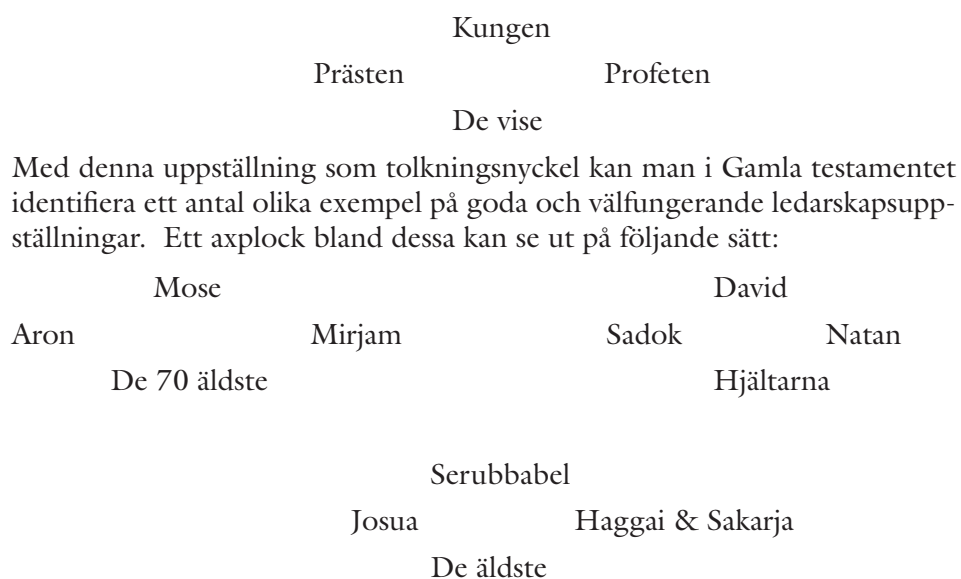 Kungen
Prästen Profeten
De vise
Med denna uppställning som tolkningsnyckel kan man i Gamla testamentet
identifiera ett antal olika exempel på goda och välfungerande ledarskapsupp-
ställningar. Ett axplock bland dessa kan se ut på följande sätt:
Mose David
Aron Mirjam Sadok Natan
De 70 äldste Hjältarna
Serubbabel
Josua Haggai & Sakarja
De äldste